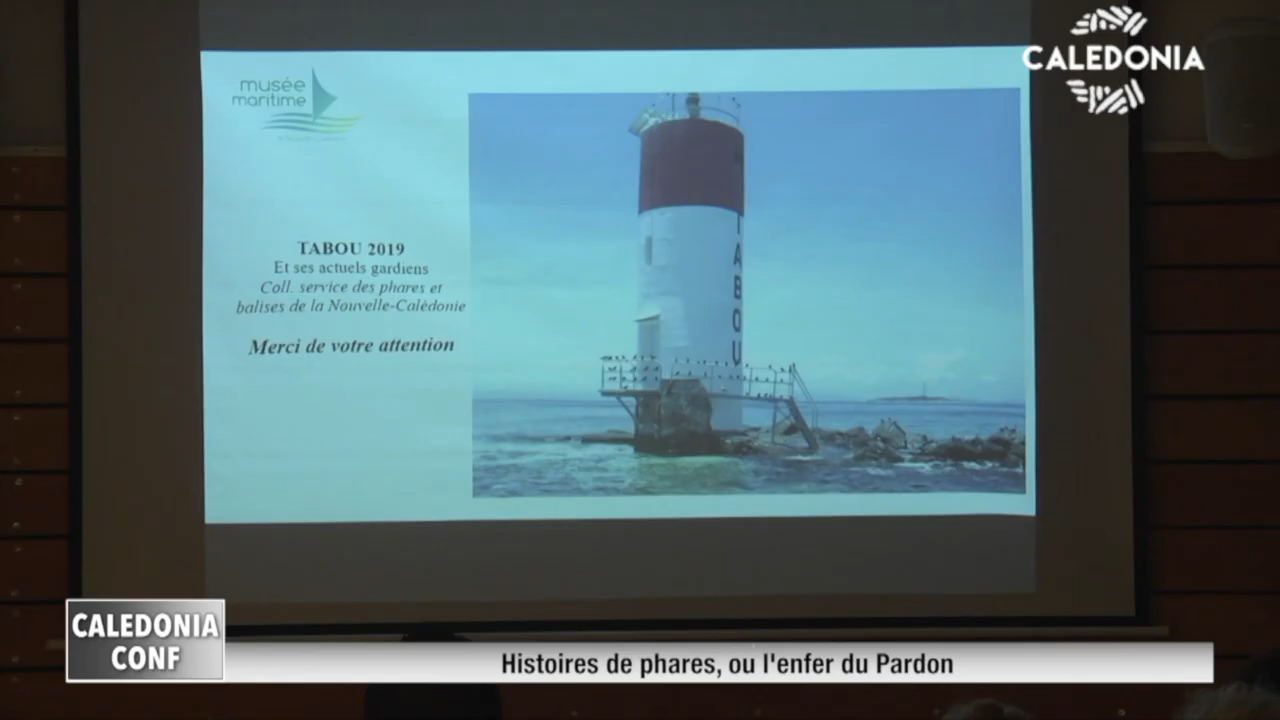 CALEDONIA
musée
maritime
TABOU 2019
Et ses actuels gardiens
Coll. service des phares et
balises de la Nouvelle-Calédonie
Merci de votre attention
TABOU
CALEDONIA
CONF
Histoires de phares, ou l'enfer du Pardon